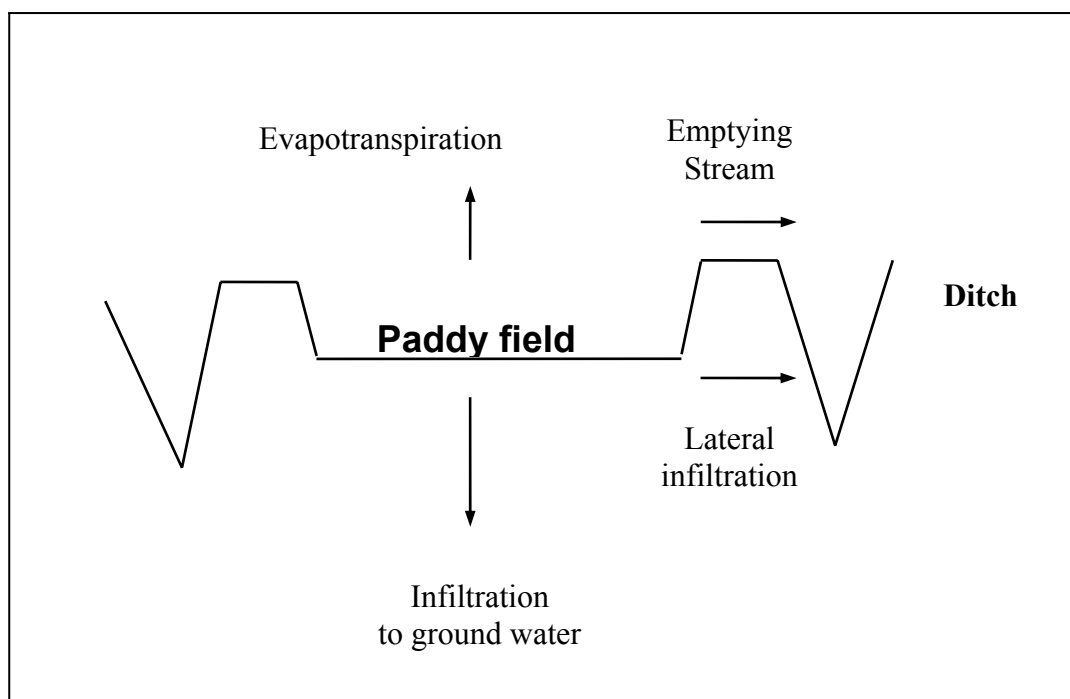 Evapotranspiration
Emptying
Stream
Ditch
Paddy field
Lateral
infiltration
Infiltration
to ground water